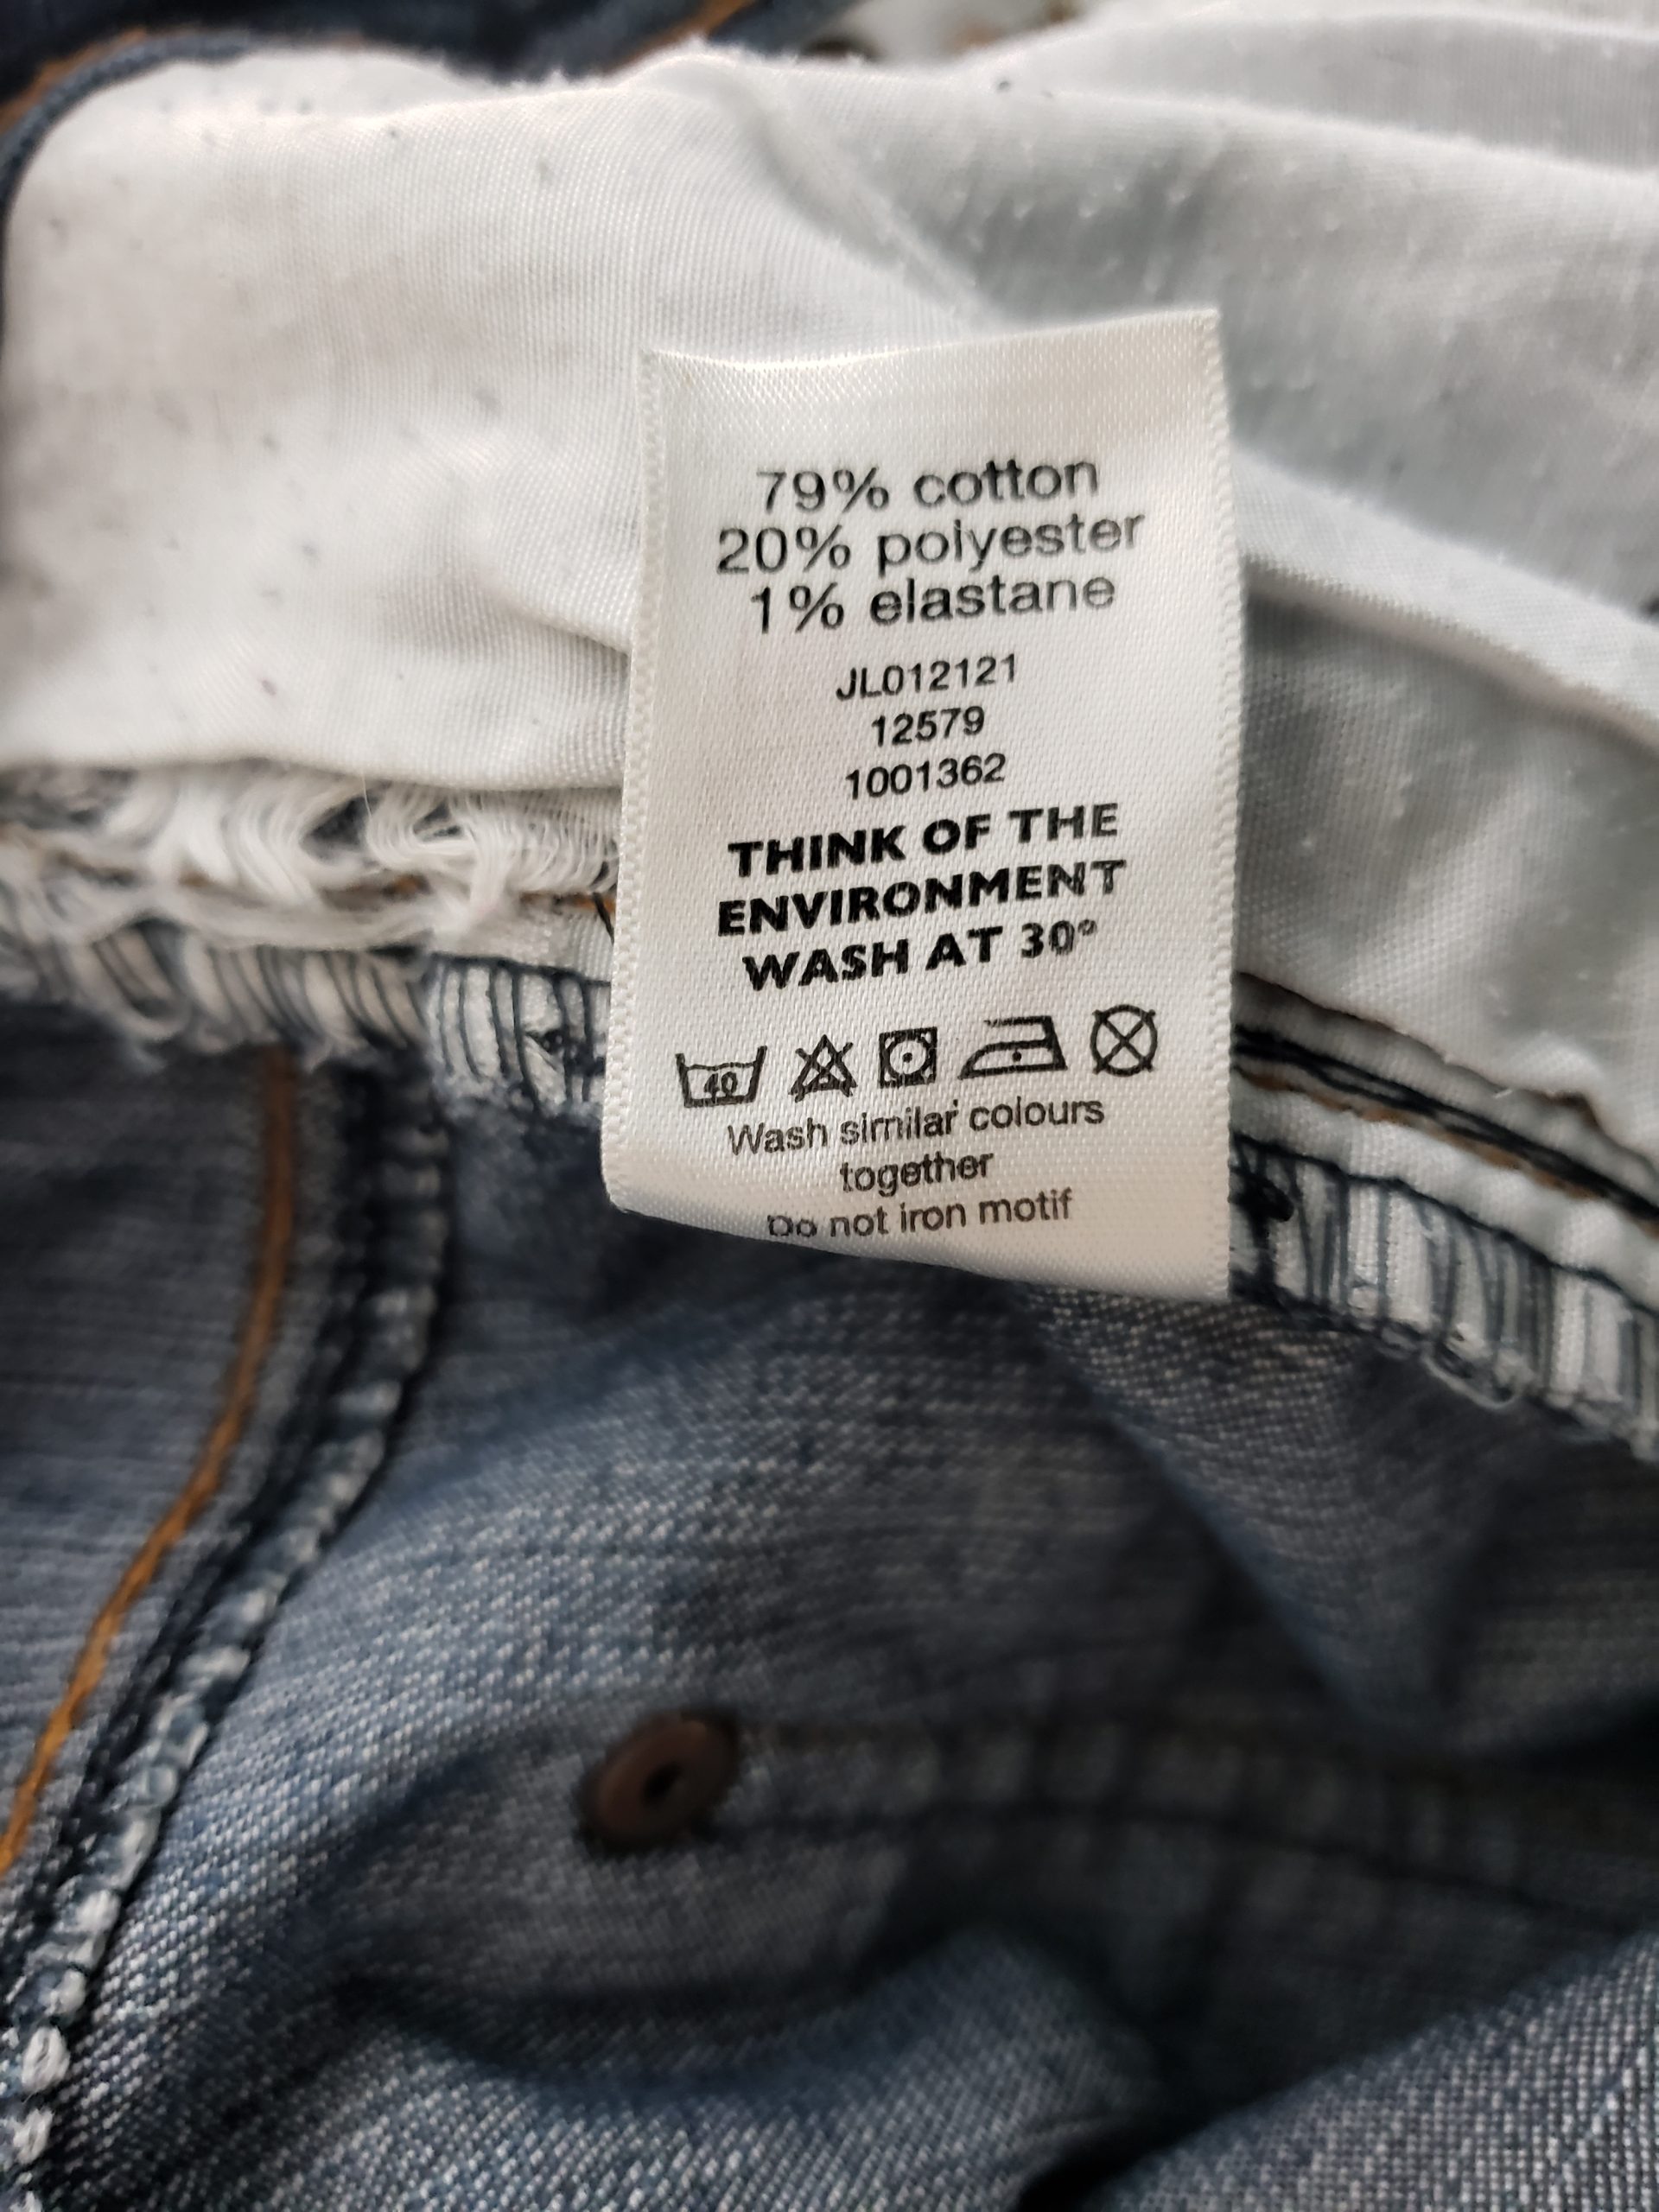 79% cotton
20% polyester
1% elastane
JL012121
12579
1001362
THINK OF THE
ENVIRONMENT
WASH AT 30°
40
Wash similar colours
together
Do not iron motif